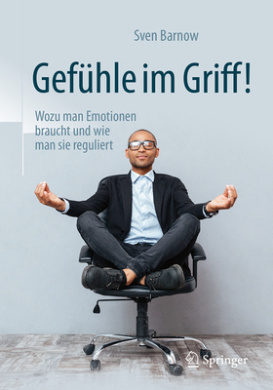 Sven Barnow
Gefühle im Griff!
Wozu man Emotionen
braucht und wie
man sie reguliert
Springer